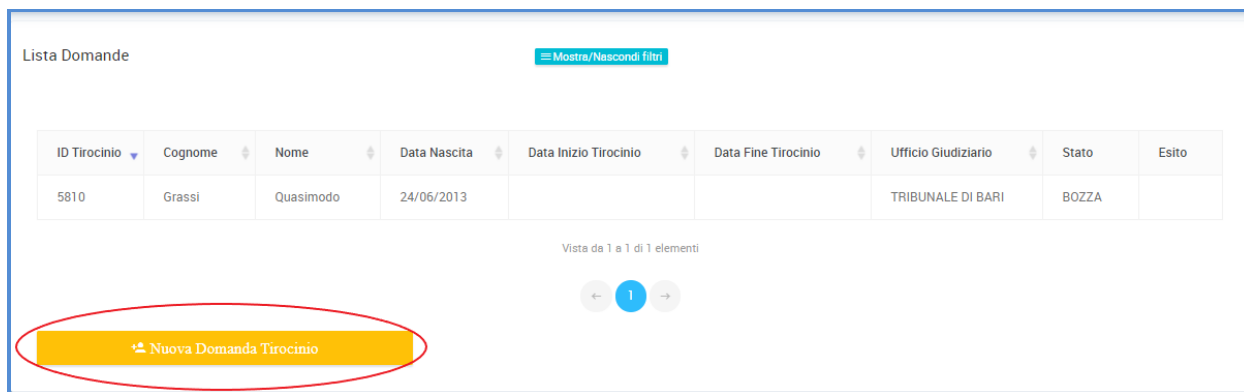 Lista Domande
Mostra/Nascondi filtri
ID Tirocinio Cognome Nome Data Nascita Data Inizio Tirocinio Data Fine Tirocinio Ufficio Giudiziario Stato Esito
5810 Grassi Quasimodo 24/06/2013 TRIBUNALE DI BARI BOZZA
Vista da 1 a 1 di 1 elementi
← 1 →
Nuova Domanda Tirocinio